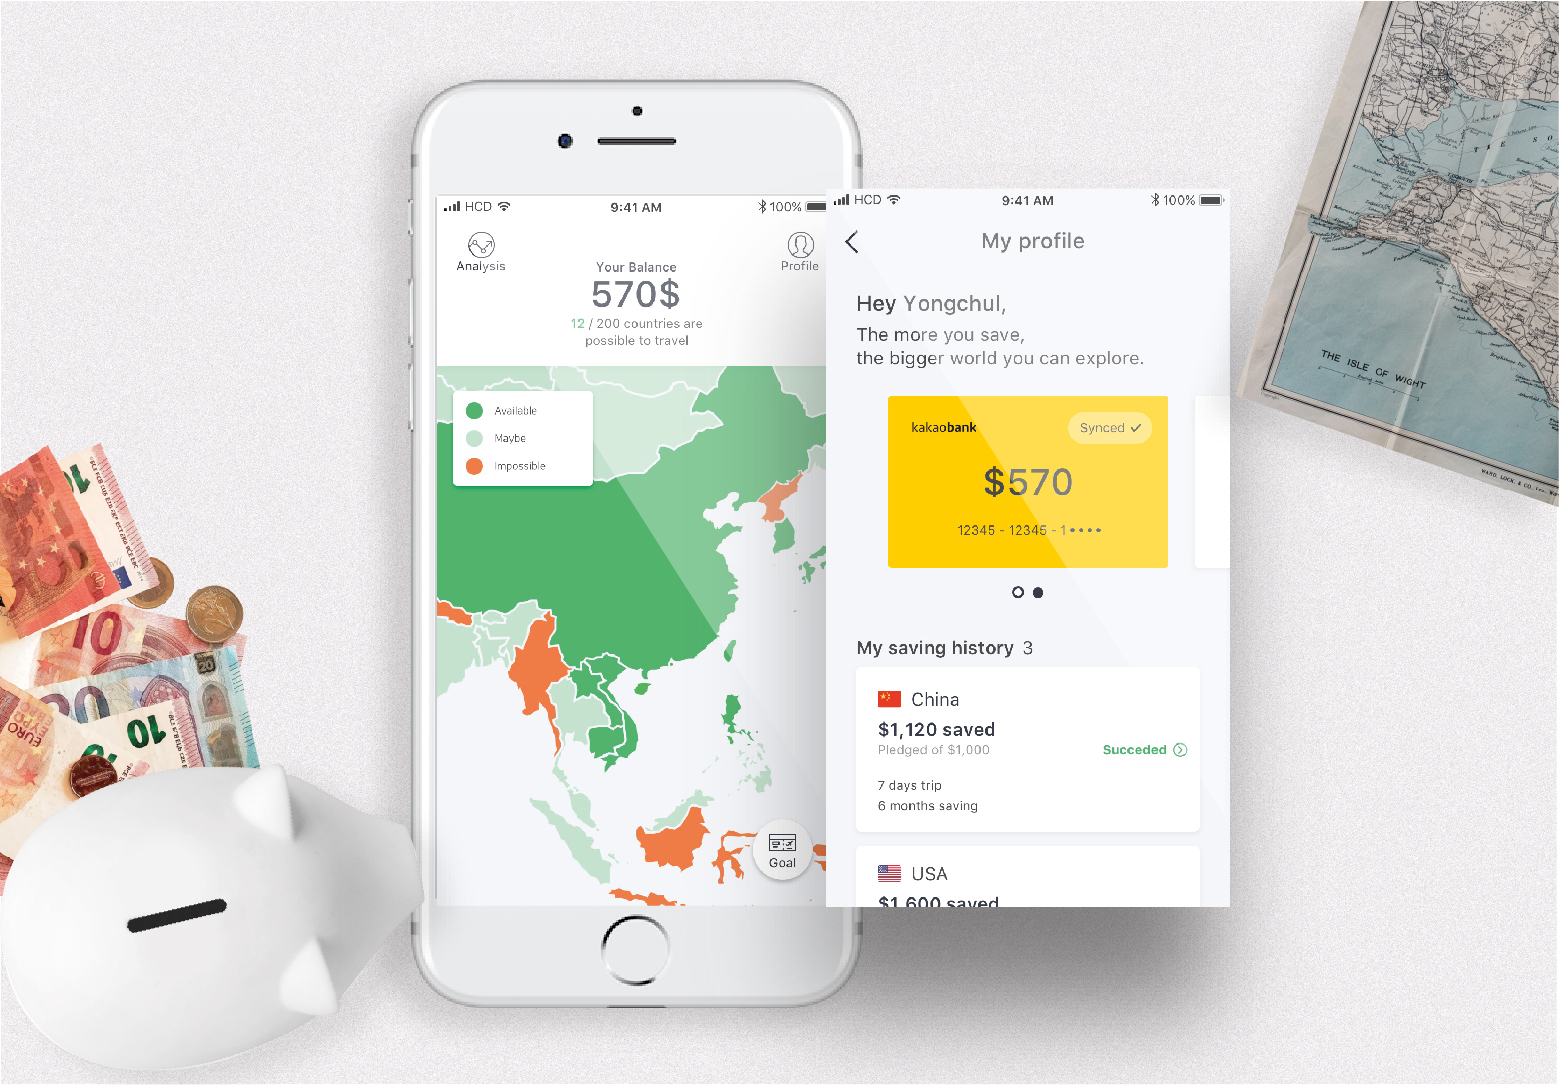 HCD
9:41 AM
100%
Analysis
Profile
Your Balance
570$
12 / 200 countries are
possible to travel
Available
Maybe
Impossible
Goal
HCD
9:41 AM
100%
My profile
Hey Yongchul,
The more you save,
the bigger world you can explore.
kakaobank
Synced
$570
12345 - 12345 - 1••••
My saving history 3
China
$1,120 saved
Pledged of $1,000
Succeded
7 days trip
6 months saving
USA
$1,600 saved
THE ISLE OF WIGHT
10
10
20
20
10
EURO